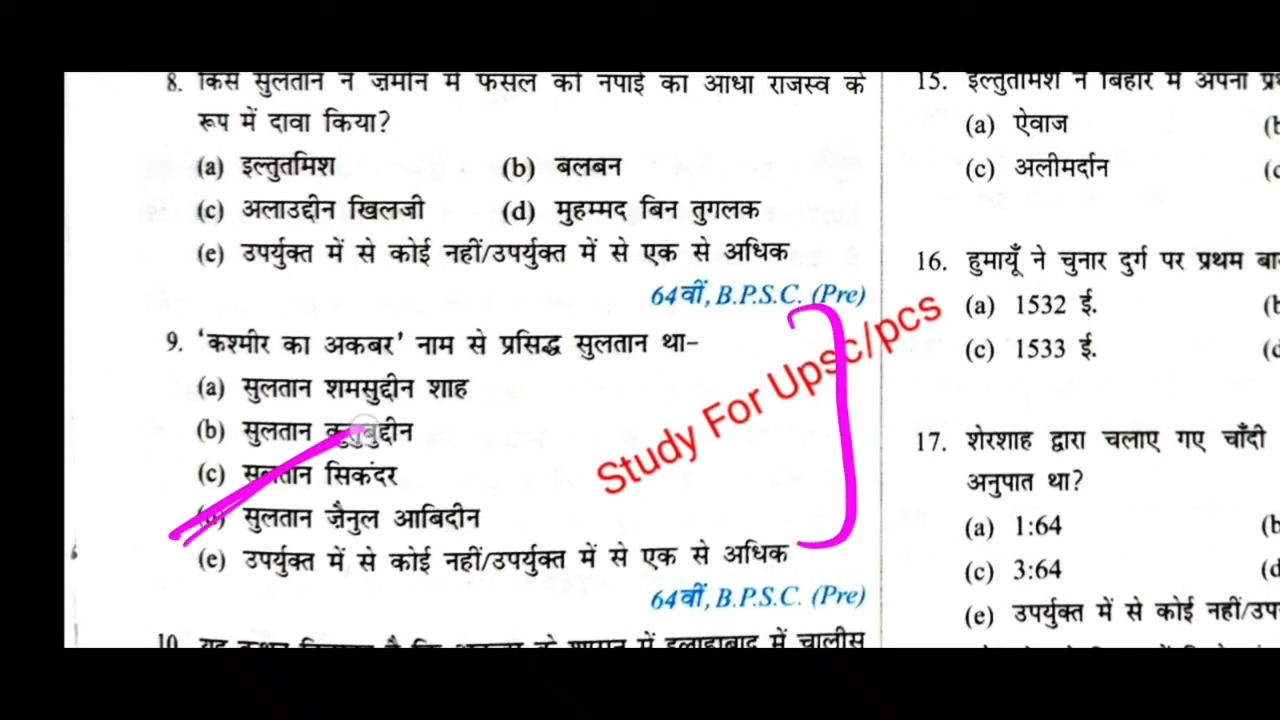 8. किस सुलतान ने ज़मीन में फसल की नपाई का आधा राजस्व के
रूप में दावा किया?
(a) इल्तुतमिश (b) बलबन
(c) अलाउद्दीन खिलजी (d) मुहम्मद बिन तुगलक
(e) उपर्युक्त में से कोई नहीं/उपर्युक्त में से एक से अधिक
64वीं, B.P.S.C. (Pre)
9. ‘कश्मीर का अकबर’ नाम से प्रसिद्ध सुलतान था-
(a) सुलतान शमसुद्दीन शाह
(b) सुलतान कुतुबुद्दीन
(c) सुलतान सिकंदर
(d) सुलतान ज़ैनुल आबिदीन
(e) उपर्युक्त में से कोई नहीं/उपर्युक्त में से एक से अधिक
64वीं, B.P.S.C. (Pre)
10.
Study For Upsc/pcs
15. इल्तुतमिश ने बिहार में अपना
(a) ऐवाज
(c) अलीमर्दान
16. हुमायूँ ने चुनार दुर्ग पर प्रथम
(a) 1532 ई.
(c) 1533 ई.
17. शेरशाह द्वारा चलाए गए चाँदी
अनुपात था?
(a) 1:64
(c) 3:64
(e) उपर्युक्त में से कोई नहीं/